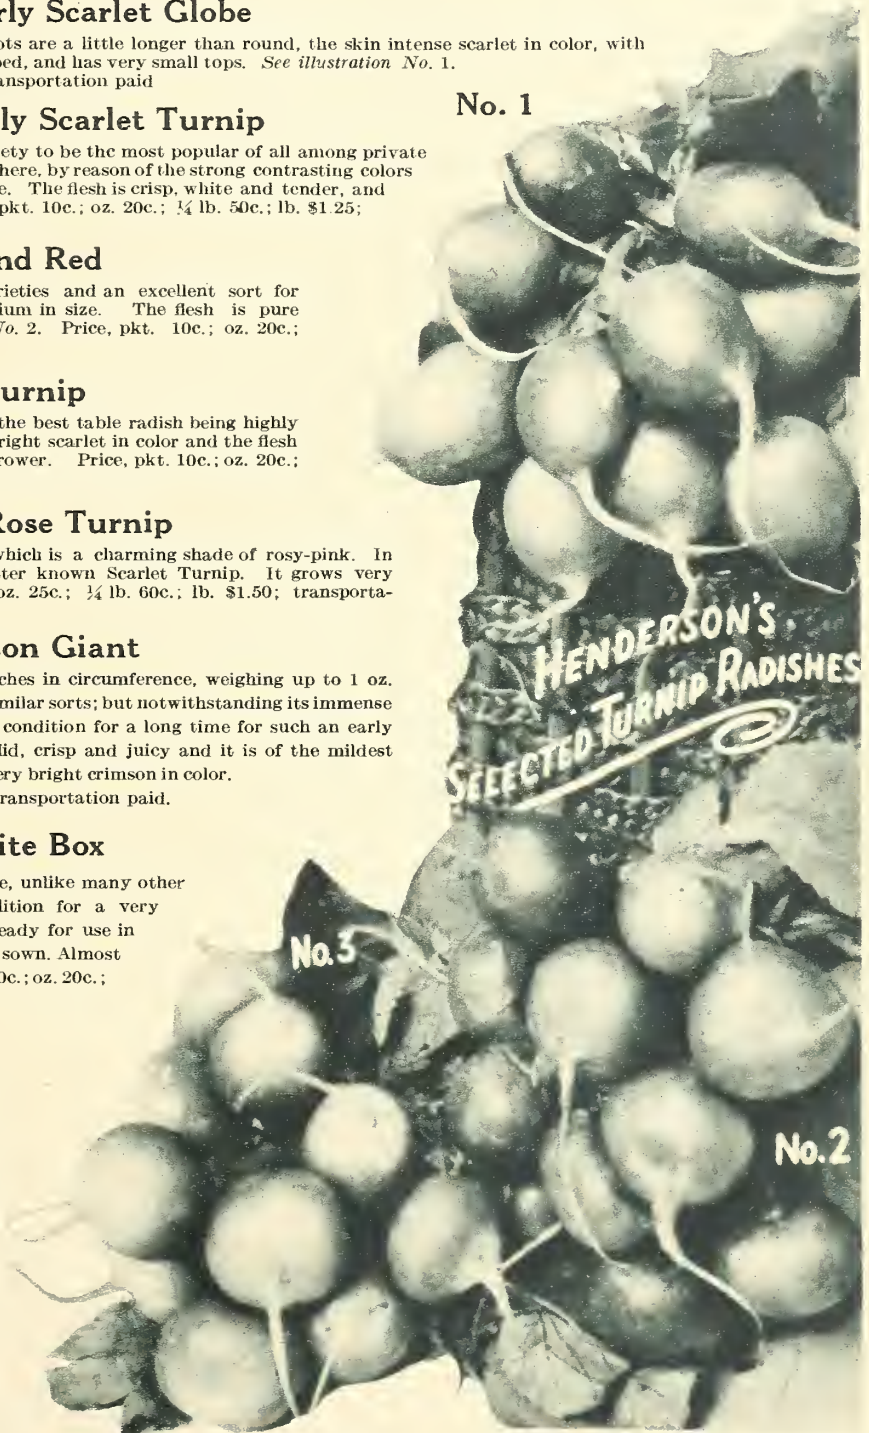 rly Scarlet Globe
ots are a little longer than round, the skin intense scarlet in color, with
ped, and has very small tops. See illustration No. 1.
ansportation paid
No. 1
ly Scarlet Turnip
ety to be the most popular of all among private
here, by reason of the strong contrasting colors
e. The flesh is crisp, white and tender, and
pkt. 10c.; oz. 20c.; ¼ lb. 50c.; lb. $1.25;
nd Red
rieties and an excellent sort for
ium in size. The flesh is pure
No. 2. Price, pkt. 10c.; oz. 20c.;
urnip
the best table radish being highly
right scarlet in color and the flesh
rower. Price, pkt. 10c.; oz. 20c.;
Rose Turnip
which is a charming shade of rosy-pink. In
ter known Scarlet Turnip. It grows very
oz. 25c.; ¼ lb. 60c.; lb. $1.50; transporta-
on Giant
ches in circumference, weighing up to 1 oz.
milar sorts; but notwithstanding its immense
condition for a long time for such an early
lid, crisp and juicy and it is of the mildest
ery bright crimson in color.
ransportation paid.
ite Box
e, unlike many other
dition for a very
eady for use in
sown. Almost
0c.; oz. 20c.;
HENDERSON'S
SELECTED TURNIP RADISHES
No.3
No.2